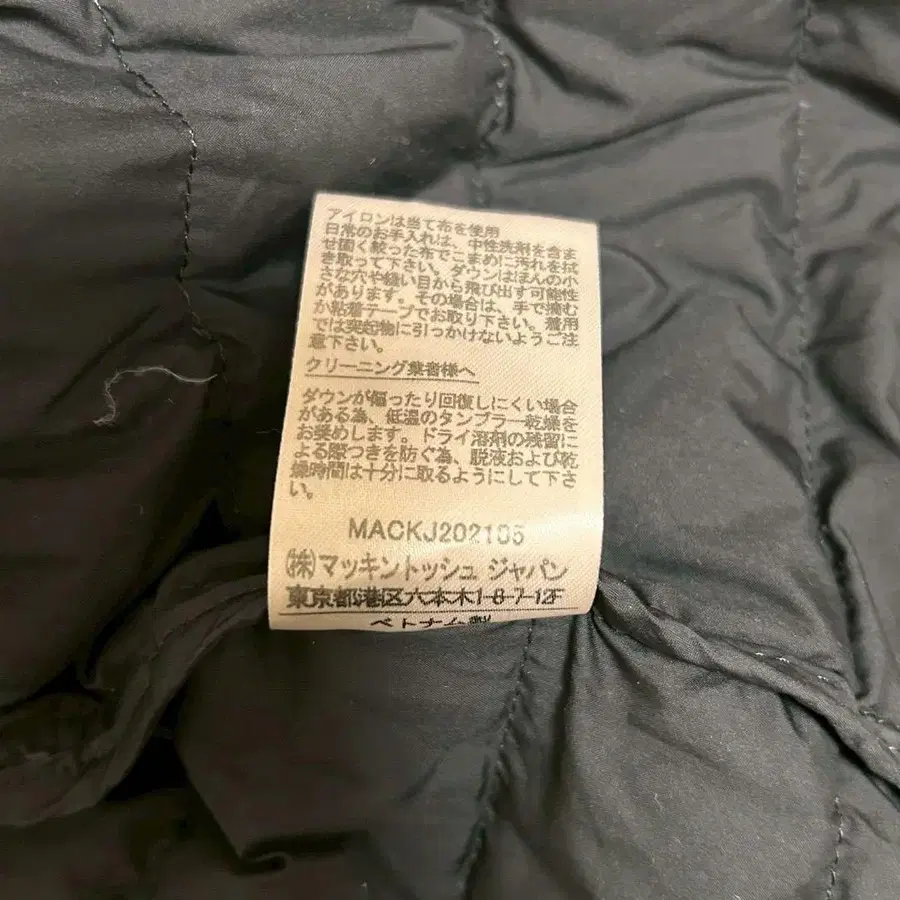 アイロンは当て布を使用
日常のお手入れは、中性洗剤を含ま
せ固く絞った布でこまめに汚れを拭
き取って下さい。ダウンはほんの小
さな穴や縫い目から飛び出す可能性
があります。その場合は、手で摘む
か粘着テープでお取り下さい。着用
では突起物に引っかけないようご注
意下さい。
クリーニング業者様へ
ダウンが偏ったり回復しにくい場合
がある為、低温のタンブラー乾燥を
お奨めします。ドライ溶剤の残留に
よる際つきを防ぐ為、脱液および乾
燥時間は十分に取るようにして下さ
い。
MACKJ202105
㈱マッキントッシュ ジャパン
東京都港区六本木1-8-7-12F
ベトナム製